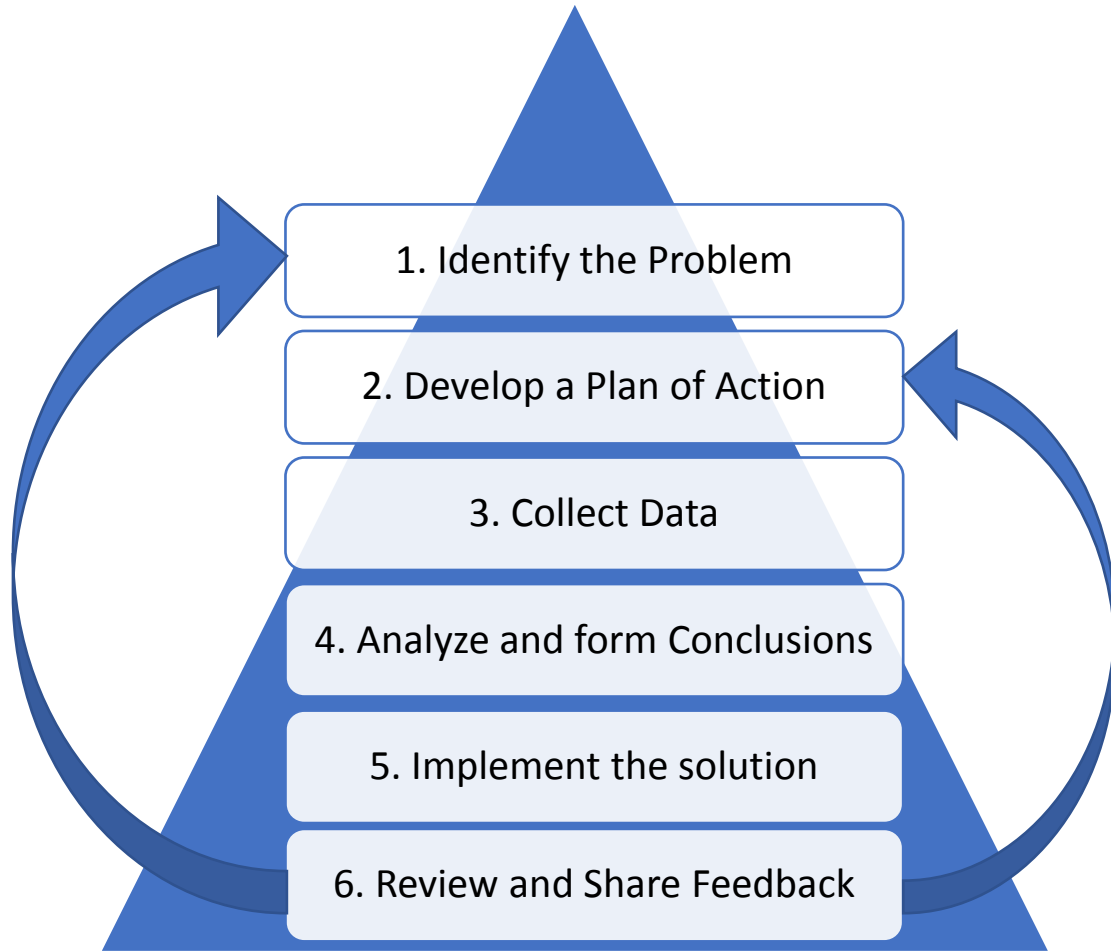 1. Identify the Problem
2. Develop a Plan of Action
3. Collect Data
4. Analyze and form Conclusions
5. Implement the solution
6. Review and Share Feedback